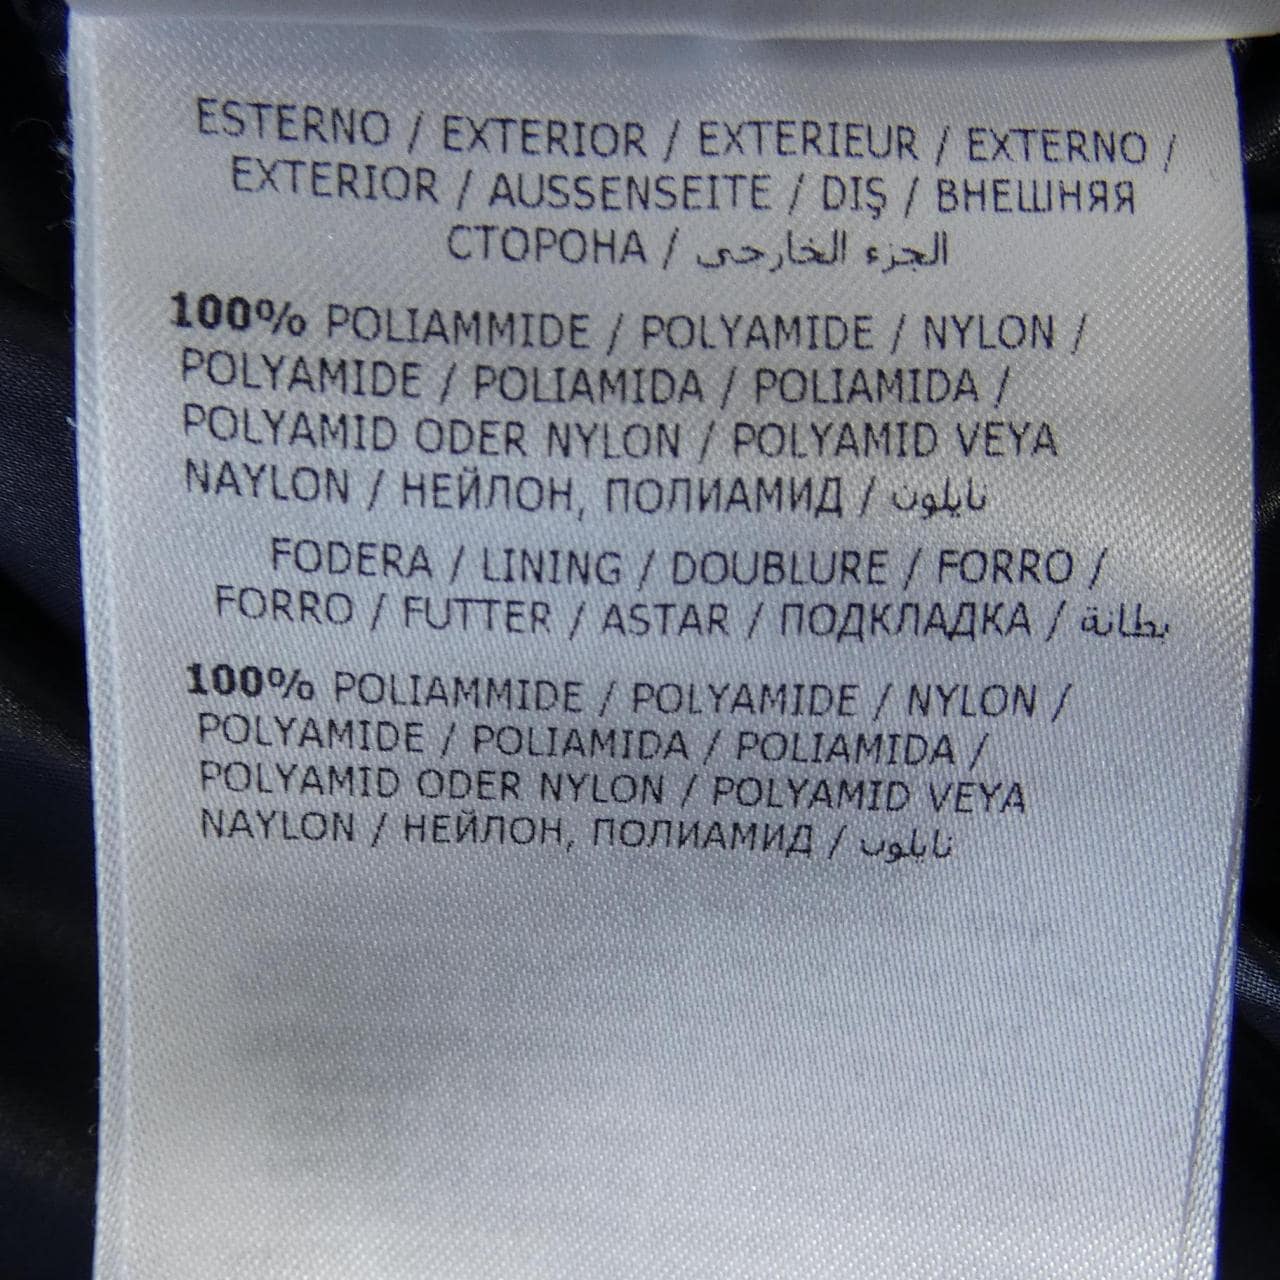 ESTERNO / EXTERIOR / EXTERIEUR / EXTERNO /
EXTERIOR / AUSSENSEITE / DIŞ / ВНЕШНЯЯ
СТОРОНА / الجزء الخارجى
100% POLIAMMIDE / POLYAMIDE / NYLON /
POLYAMIDE / POLIAMIDA / POLIAMIDA /
POLYAMID ODER NYLON / POLYAMID VEYA
NAYLON / НЕЙЛОН, ПОЛИАМИД / نايلون
FODERA / LINING / DOUBLURE / FORRO /
FORRO / FUTTER / ASTAR / ПОДКЛАДКА / بطانة
100% POLIAMMIDE / POLYAMIDE / NYLON /
POLYAMIDE / POLIAMIDA / POLIAMIDA /
POLYAMID ODER NYLON / POLYAMID VEYA
NAYLON / НЕЙЛОН, ПОЛИАМИД / نايلون